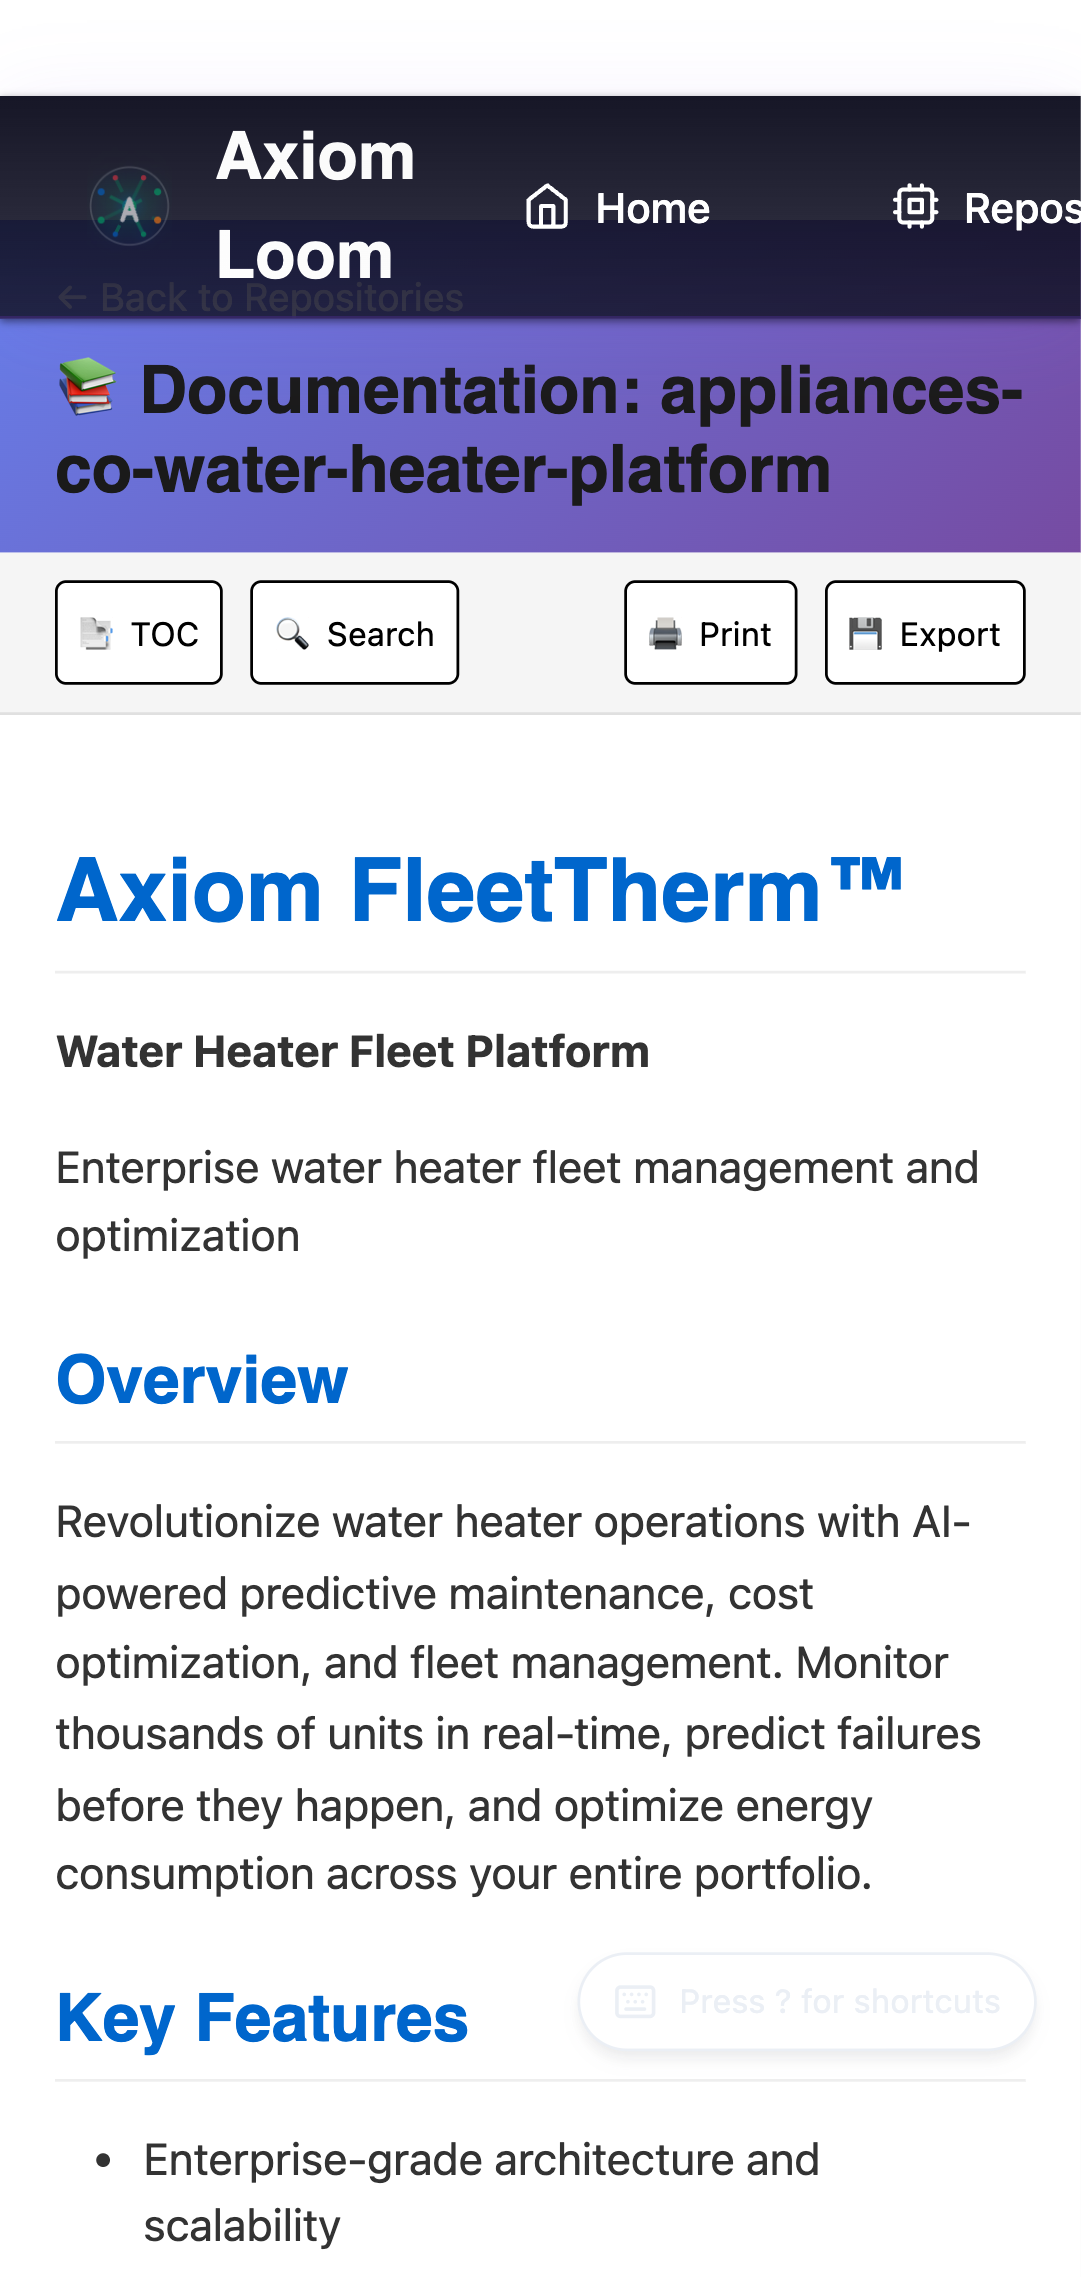 A
Axiom
Loom
Home
Repos
← Back to Repositories
📚 Documentation: appliances-
co-water-heater-platform
TOC
Search
Print
Export
Axiom FleetTherm™
Water Heater Fleet Platform
Enterprise water heater fleet management and
optimization
Overview
Revolutionize water heater operations with AI-
powered predictive maintenance, cost
optimization, and fleet management. Monitor
thousands of units in real-time, predict failures
before they happen, and optimize energy
consumption across your entire portfolio.
Key Features
Press ? for shortcuts
• Enterprise-grade architecture and
scalability